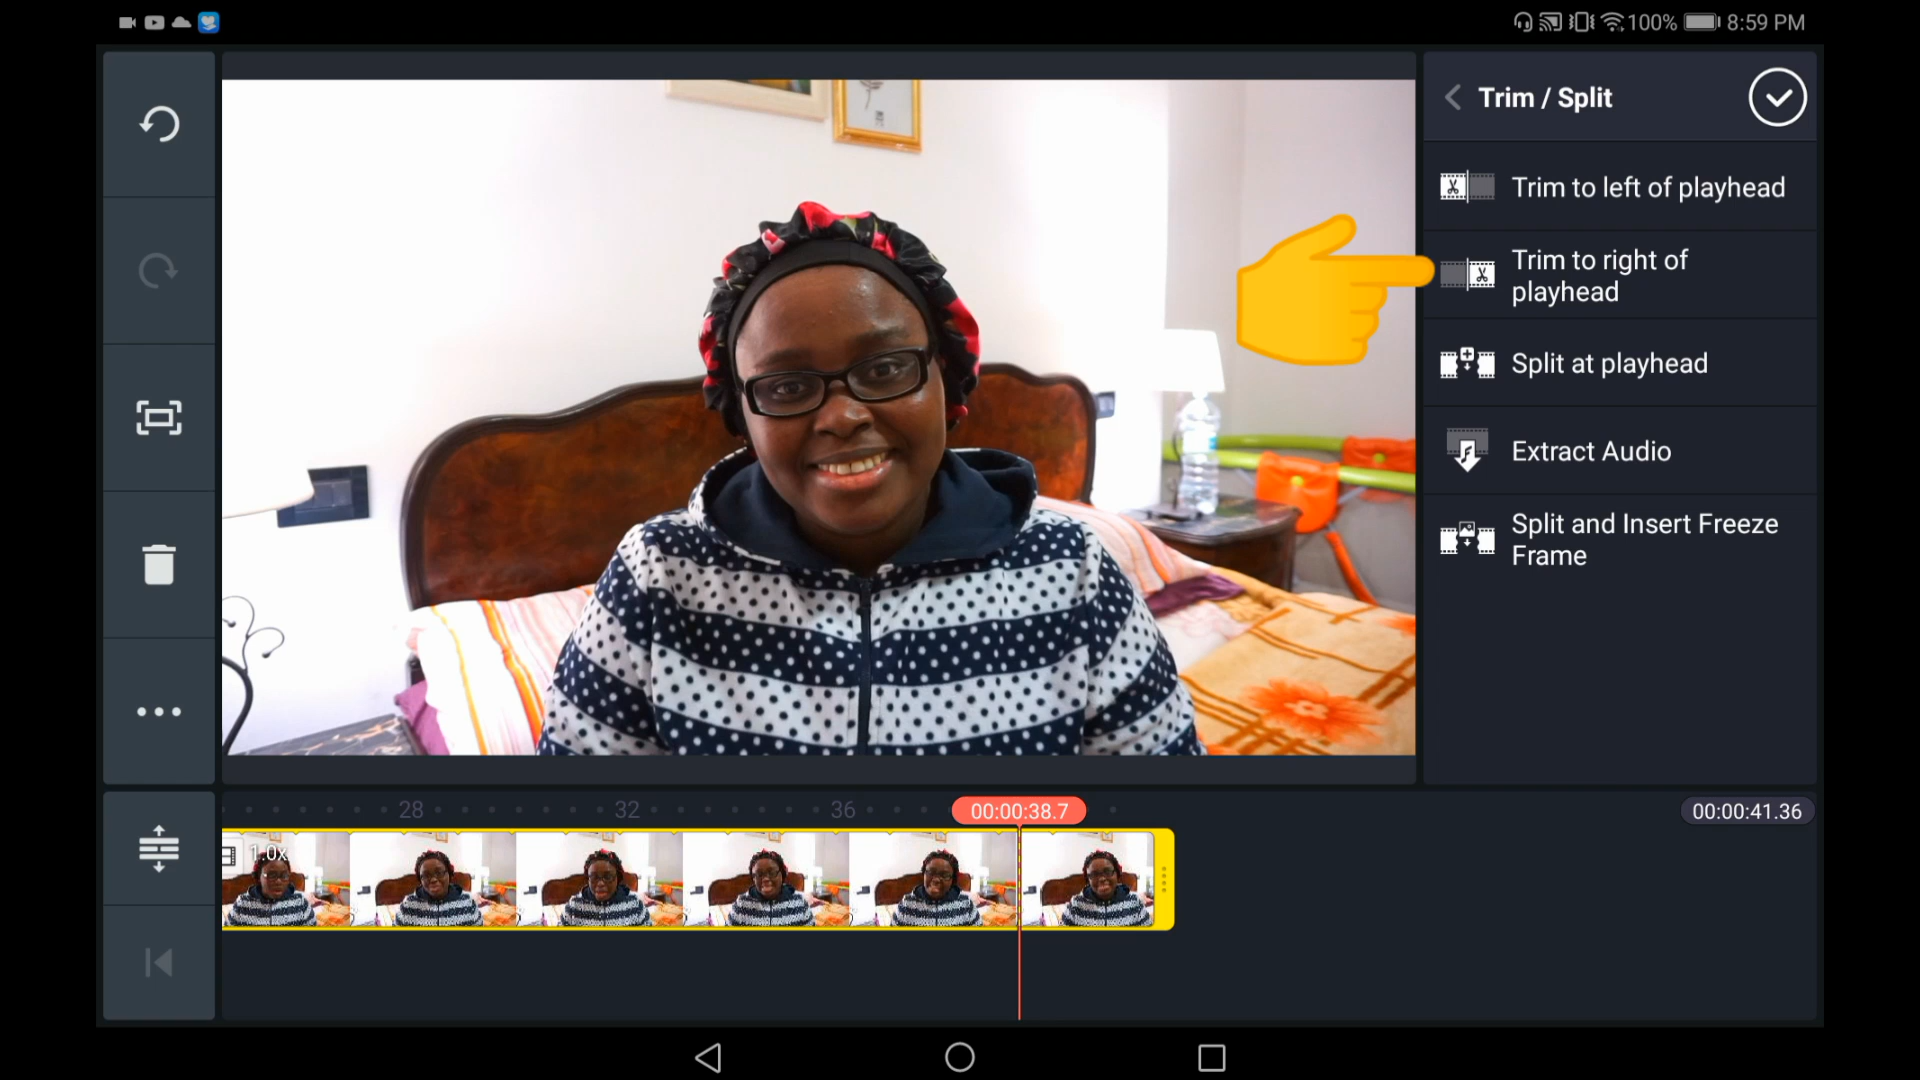 100% 8:59 PM
Trim / Split
Trim to left of playhead
Trim to right of
playhead
Split at playhead
Extract Audio
Split and Insert Freeze
Frame
28 32 36 00:00:38.7 00:00:41.36
1.0x